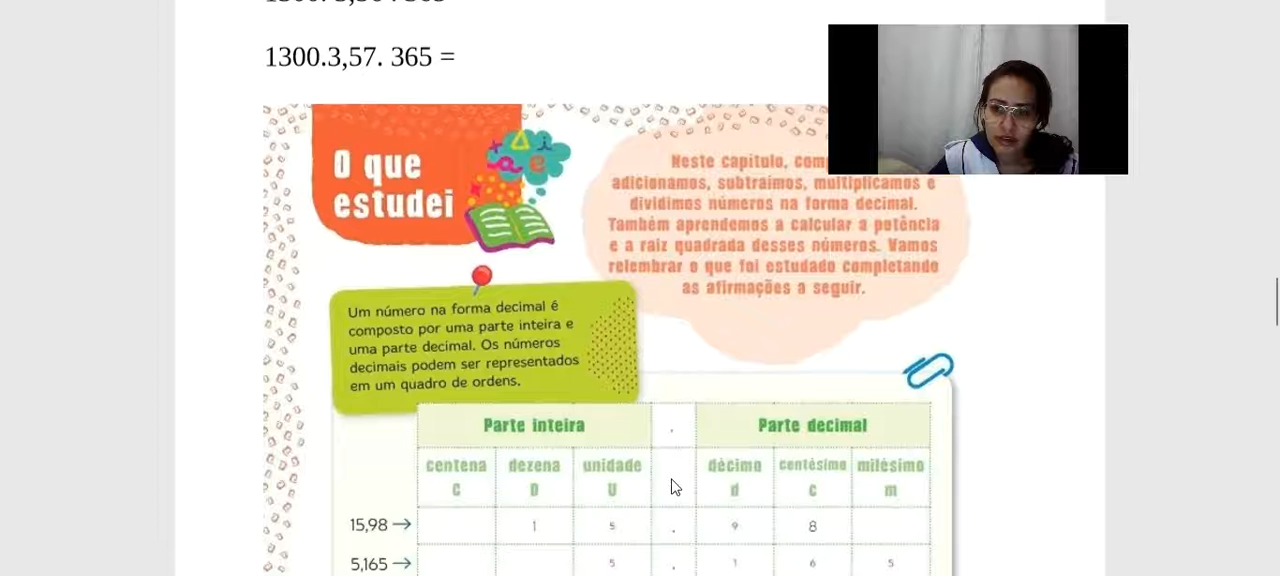 1300.3,57. 365 =
O que
estudei
Neste capítulo,
adicionamos, subtraímos, multiplicamos e
dividimos números na forma decimal.
Também aprendemos a calcular a potência
e a raiz quadrada desses números. Vamos
relembrar o que foi estudado completando
as afirmações a seguir.
Um número na forma decimal é
composto por uma parte inteira e
uma parte decimal. Os números
decimais podem ser representados
em um quadro de ordens.
Parte inteira , Parte decimal
centena dezena unidade décimo centésimo milésimo
C D U d c m
15,98 → 1 5 , 9 8
5,165 → 5 , 1 6 5